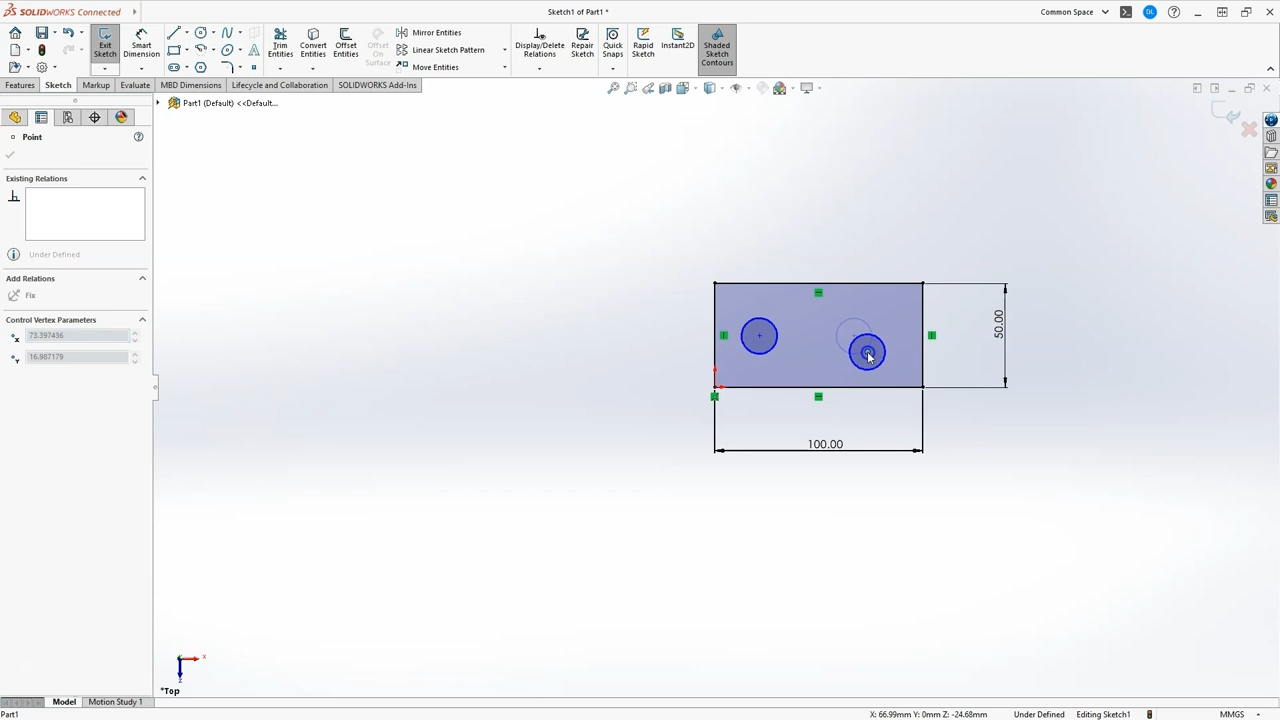 SOLIDWORKS Connected
Sketch1 of Part1 *
Common Space
DL
Exit Sketch
Smart Dimension
Trim Entities
Convert Entities
Offset Entities
Offset On Surface
Mirror Entities
Linear Sketch Pattern
Move Entities
Display/Delete Relations
Repair Sketch
Quick Snaps
Rapid Sketch
Instant2D
Shaded Sketch Contours
Features
Sketch
Markup
Evaluate
MBD Dimensions
Lifecycle and Collaboration
SOLIDWORKS Add-Ins
Part1 (Default) <<Default...
Point
Existing Relations
Under Defined
Add Relations
Fix
Control Vertex Parameters
73.397436
16.987179
50.00
100.00
x
z
*Top
Model
Motion Study 1
Part1
X: 66.99mm Y: 0mm Z: -24.68mm
Under Defined
Editing Sketch1
MMGS